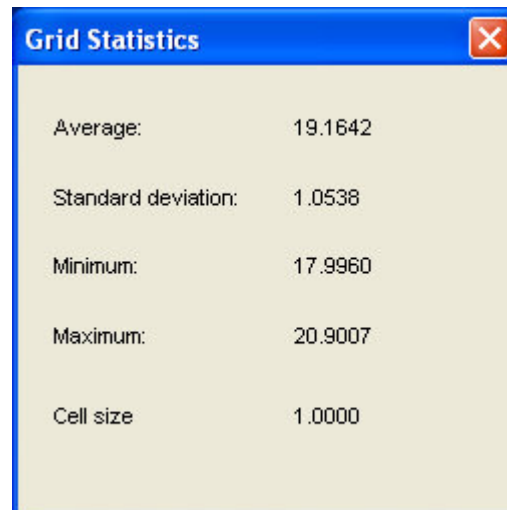 Grid Statistics
Average: 19.1642
Standard deviation: 1.0538
Minimum: 17.9960
Maximum: 20.9007
Cell size 1.0000